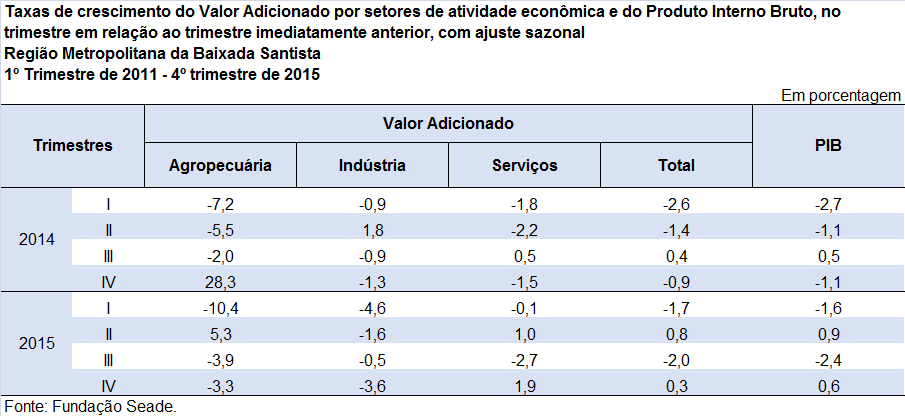 Taxas de crescimento do Valor Adicionado por setores de atividade econômica e do Produto Interno Bruto, no
trimestre em relação ao trimestre imediatamente anterior, com ajuste sazonal
Região Metropolitana da Baixada Santista
1º Trimestre de 2011 - 4º trimestre de 2015
Em porcentagem
Trimestres Valor Adicionado PIB
Agropecuária Indústria Serviços Total
2014 I -7,2 -0,9 -1,8 -2,6 -2,7
II -5,5 1,8 -2,2 -1,4 -1,1
III -2,0 -0,9 0,5 0,4 0,5
IV 28,3 -1,3 -1,5 -0,9 -1,1
2015 I -10,4 -4,6 -0,1 -1,7 -1,6
II 5,3 -1,6 1,0 0,8 0,9
III -3,9 -0,5 -2,7 -2,0 -2,4
IV -3,3 -3,6 1,9 0,3 0,6
Fonte: Fundação Seade.